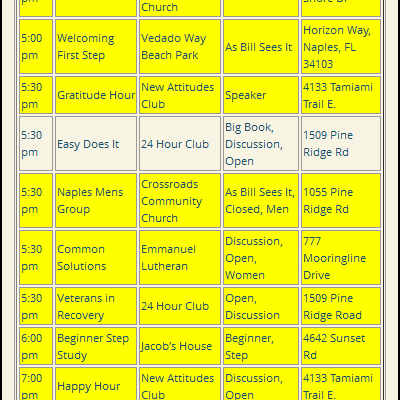 pm
Church
Shore Dr
5:00 pm
Welcoming First Step
Vedado Way Beach Park
As Bill Sees It
Horizon Way, Naples, FL 34103
5:30 pm
Gratitude Hour
New Attitudes Club
Speaker
4133 Tamiami Trail E.
5:30 pm
Easy Does It
24 Hour Club
Big Book, Discussion, Open
1509 Pine Ridge Rd
5:30 pm
Naples Mens Group
Crossroads Community Church
As Bill Sees It, Closed, Men
1055 Pine Ridge Rd
5:30 pm
Common Solutions
Emmanuel Lutheran
Discussion, Open, Women
777 Mooringline Drive
5:30 pm
Veterans in Recovery
24 Hour Club
Open, Discussion
1509 Pine Ridge Road
6:00 pm
Beginner Step Study
Jacob's House
Beginner, Step
4642 Sunset Rd
7:00 pm
Happy Hour
New Attitudes Club
Discussion, Open
4133 Tamiami Trail E.